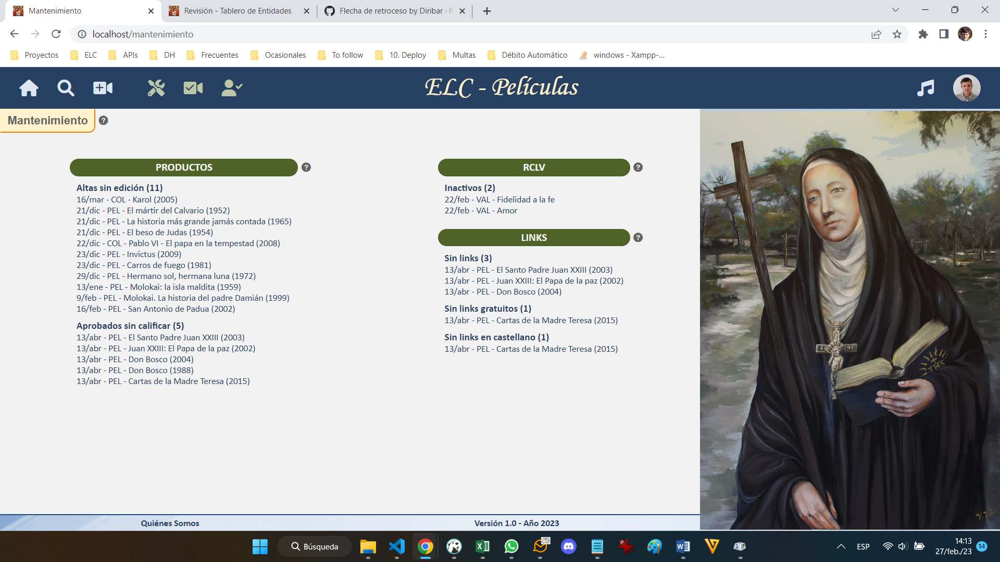 Mantenimiento
Revisión - Tablero de Entidades
Flecha de retroceso by Diribar · P
localhost/mantenimiento
Proyectos
ELC
APIs
DH
Frecuentes
Ocasionales
To follow
10. Deploy
Multas
Débito Automático
windows - Xampp-...
ELC - Películas
Mantenimiento
PRODUCTOS
Altas sin edición (11)
16/mar - COL - Karol (2005)
21/dic - PEL - El mártir del Calvario (1952)
21/dic - PEL - La historia más grande jamás contada (1965)
21/dic - PEL - El beso de Judas (1954)
22/dic - COL - Pablo VI - El papa en la tempestad (2008)
23/dic - PEL - Invictus (2009)
23/dic - PEL - Carros de fuego (1981)
29/dic - PEL - Hermano sol, hermana luna (1972)
13/ene - PEL - Molokai: la isla maldita (1959)
9/feb - PEL - Molokai. La historia del padre Damián (1999)
16/feb - PEL - San Antonio de Padua (2002)
Aprobados sin calificar (5)
13/abr - PEL - El Santo Padre Juan XXIII (2003)
13/abr - PEL - Juan XXIII: El Papa de la paz (2002)
13/abr - PEL - Don Bosco (2004)
13/abr - PEL - Don Bosco (1988)
13/abr - PEL - Cartas de la Madre Teresa (2015)
RCLV
Inactivos (2)
22/feb - VAL - Fidelidad a la fe
22/feb - VAL - Amor
LINKS
Sin links (3)
13/abr - PEL - El Santo Padre Juan XXIII (2003)
13/abr - PEL - Juan XXIII: El Papa de la paz (2002)
13/abr - PEL - Don Bosco (2004)
Sin links gratuitos (1)
13/abr - PEL - Cartas de la Madre Teresa (2015)
Sin links en castellano (1)
13/abr - PEL - Cartas de la Madre Teresa (2015)
Quiénes Somos
Versión 1.0 - Año 2023
Búsqueda
ESP
14:13
27/feb./23
14